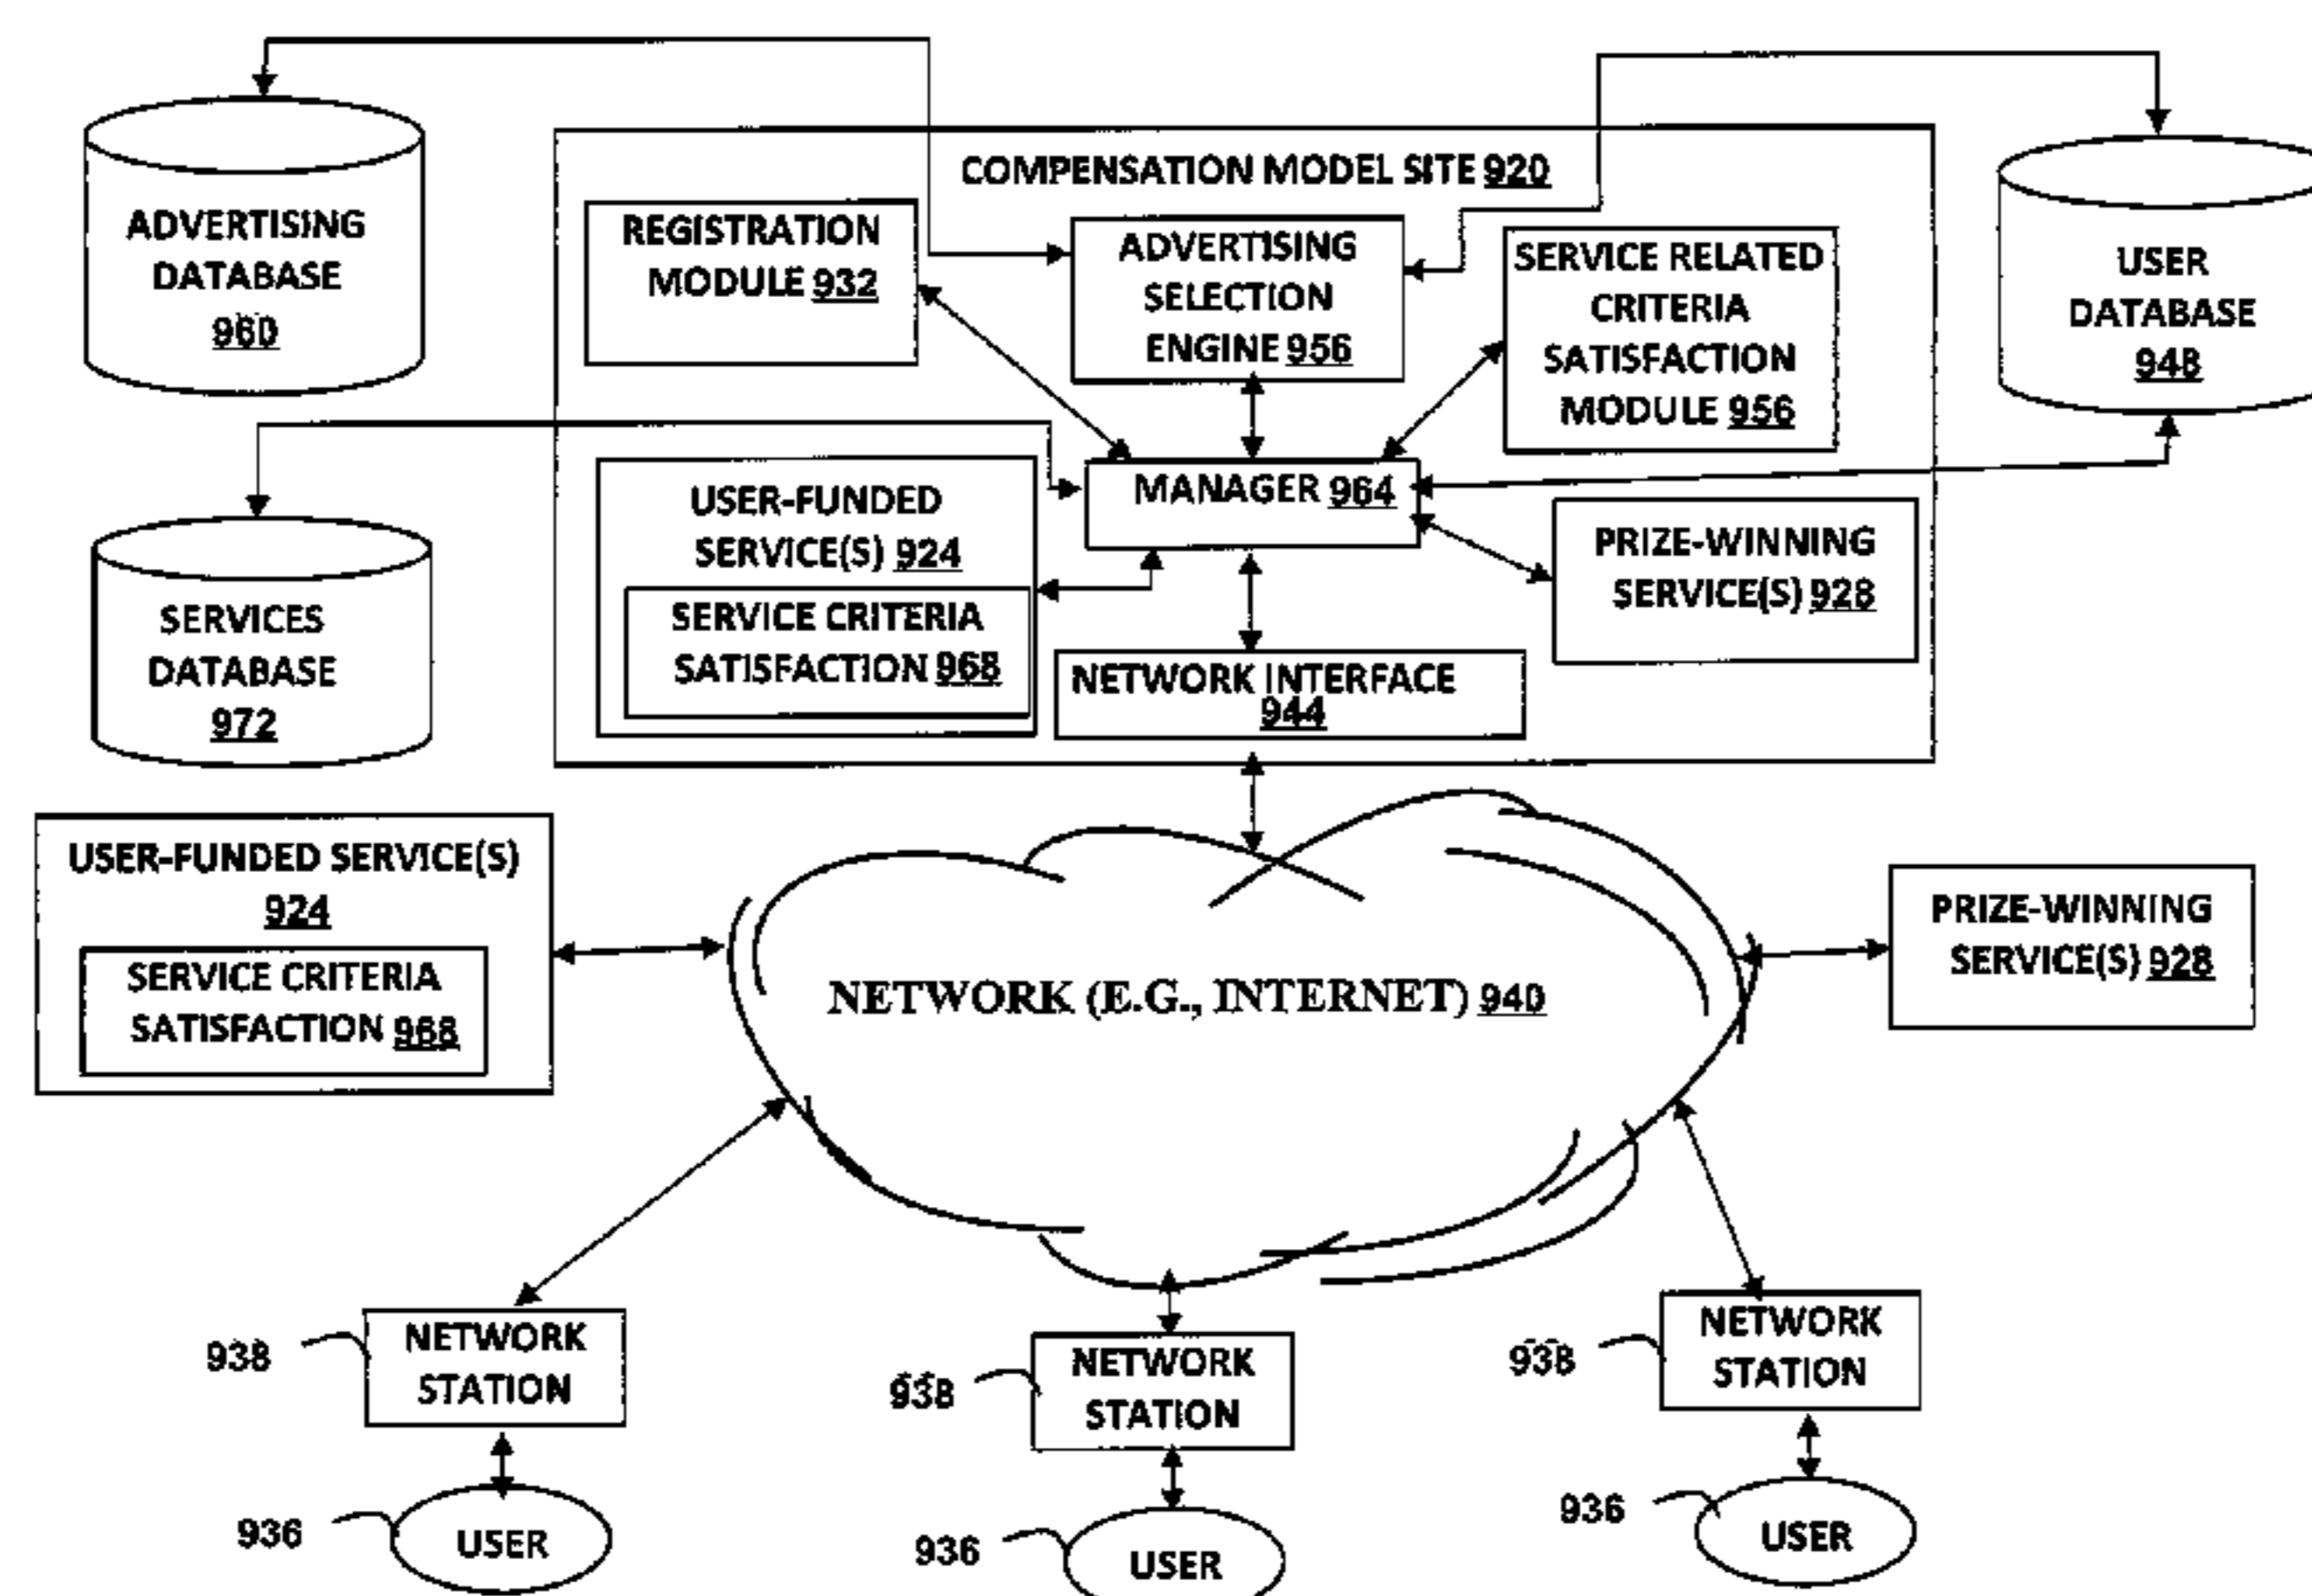 COMPENSATION MODEL SITE 920
ADVERTISING
DATABASE
960
REGISTRATION
MODULE 932
ADVERTISING
SELECTION
ENGINE 956
SERVICE RELATED
CRITERIA
SATISFACTION
MODULE 956
USER
DATABASE
948
MANAGER 964
USER-FUNDED
SERVICE(S) 924
SERVICE CRITERIA
SATISFACTION 968
PRIZE-WINNING
SERVICE(S) 928
SERVICES
DATABASE
972
NETWORK INTERFACE
944
USER-FUNDED SERVICE(S)
924
SERVICE CRITERIA
SATISFACTION 968
NETWORK (E.G., INTERNET) 940
PRIZE-WINNING
SERVICE(S) 928
938
NETWORK
STATION
938
NETWORK
STATION
938
NETWORK
STATION
936
USER
936
USER
936
USER